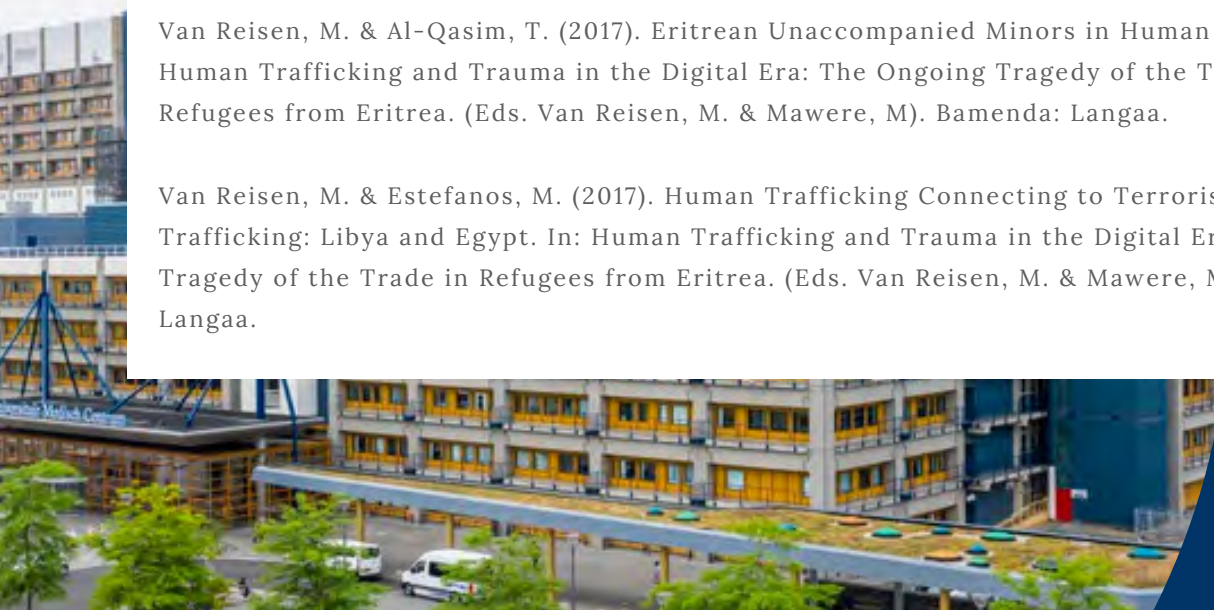 Van Reisen, M. & Al-Qasim, T. (2017). Eritrean Unaccompanied Minors in Human
Human Trafficking and Trauma in the Digital Era: The Ongoing Tragedy of the T
Refugees from Eritrea. (Eds. Van Reisen, M. & Mawere, M). Bamenda: Langaa.
Van Reisen, M. & Estefanos, M. (2017). Human Trafficking Connecting to Terroris
Trafficking: Libya and Egypt. In: Human Trafficking and Trauma in the Digital Er
Tragedy of the Trade in Refugees from Eritrea. (Eds. Van Reisen, M. & Mawere, M
Langaa.
Medisch Centrum